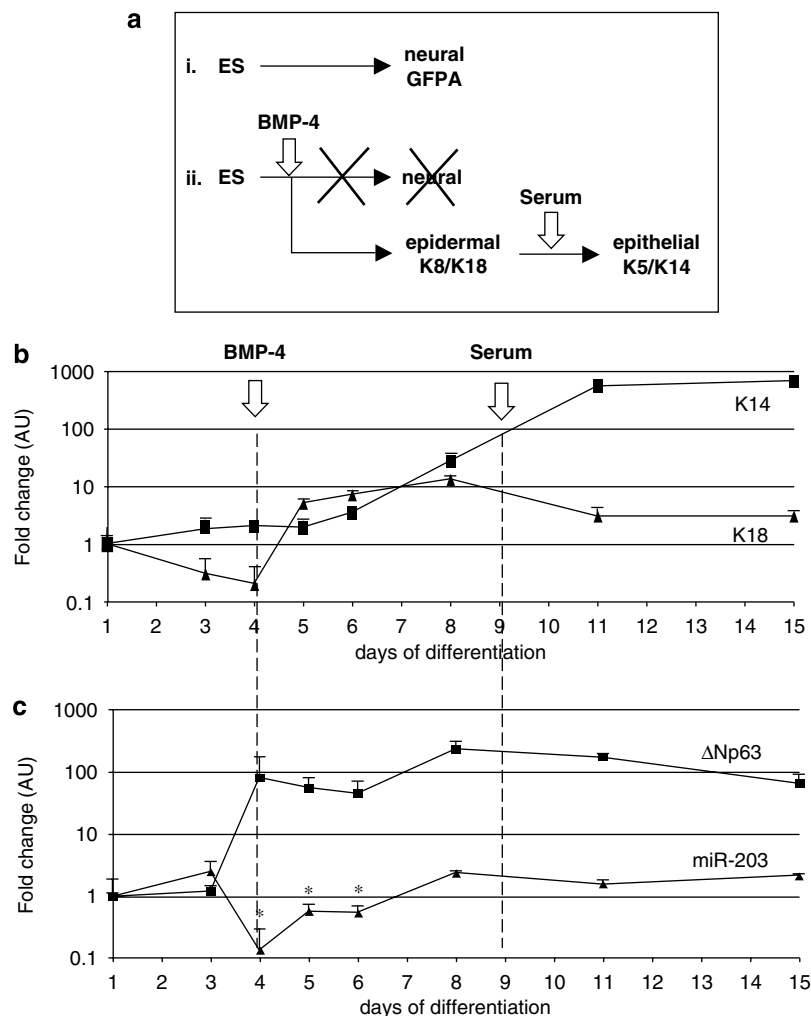 a
i. ES neural
GFPA
BMP-4
ii. ES neural
Serum
epidermal epithelial
K8/K18 K5/K14
b
BMP-4 Serum
Fold change (AU)
1000
100
10
1
0.1
K14
K18
1 2 3 4 5 6 7 8 9 10 11 12 13 14 15
days of differentiation
c
Fold change (AU)
1000
100
10
1
0.1
ΔNp63
miR-203
* * *
1 2 3 4 5 6 7 8 9 10 11 12 13 14 15
days of differentiation